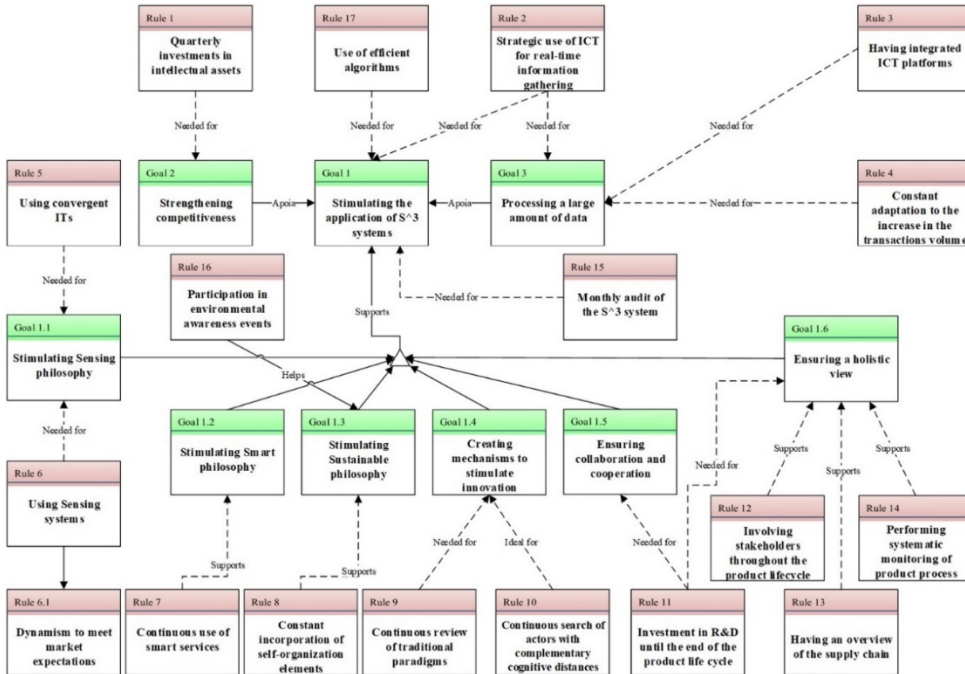 Rule 1
Quarterly
investments in
intellectual assets
Rule 17
Use of efficient
algorithms
Rule 2
Strategic use of ICT
for real-time
information
gathering
Rule 3
Having integrated
ICT platforms
Needed for
Needed for
Needed for
Needed for
Needed for
Rule 5
Using convergent
ITs
Goal 2
Strengthening
competitiveness
Apoia
Goal 1
Stimulating the
application of S^3
systems
Apoia
Goal 3
Processing a large
amount of data
Needed for
Rule 4
Constant
adaptation to the
increase in the
transactions volume
Needed for
Rule 16
Participation in
environmental
awareness events
Supports
Needed for
Rule 15
Monthly audit
of the S^3 system
Goal 1.1
Stimulating Sensing
philosophy
Goal 1.6
Ensuring a holistic
view
Helps
Needed for
Goal 1.2
Stimulating Smart
philosophy
Goal 1.3
Stimulating
Sustainable
philosophy
Goal 1.4
Creating
mechanisms to
stimulate
innovation
Goal 1.5
Ensuring
collaboration and
cooperation
Needed for
Supports
Supports
Supports
Rule 6
Using Sensing
systems
Rule 12
Involving
stakeholders
throughout the
product lifecycle
Rule 14
Performing
systematic
monitoring of
product process
Supports
Supports
Needed for
Ideal for
Needed for
Rule 6.1
Dynamism to meet
market
expectations
Rule 7
Continuous use of
smart services
Rule 8
Constant
incorporation of
self-organization
elements
Rule 9
Continuous review
of traditional
paradigms
Rule 10
Continuous search of
actors with
complementary
cognitive distances
Rule 11
Investment in R&D
until the end of the
product life cycle
Rule 13
Having an overview
of the supply chain